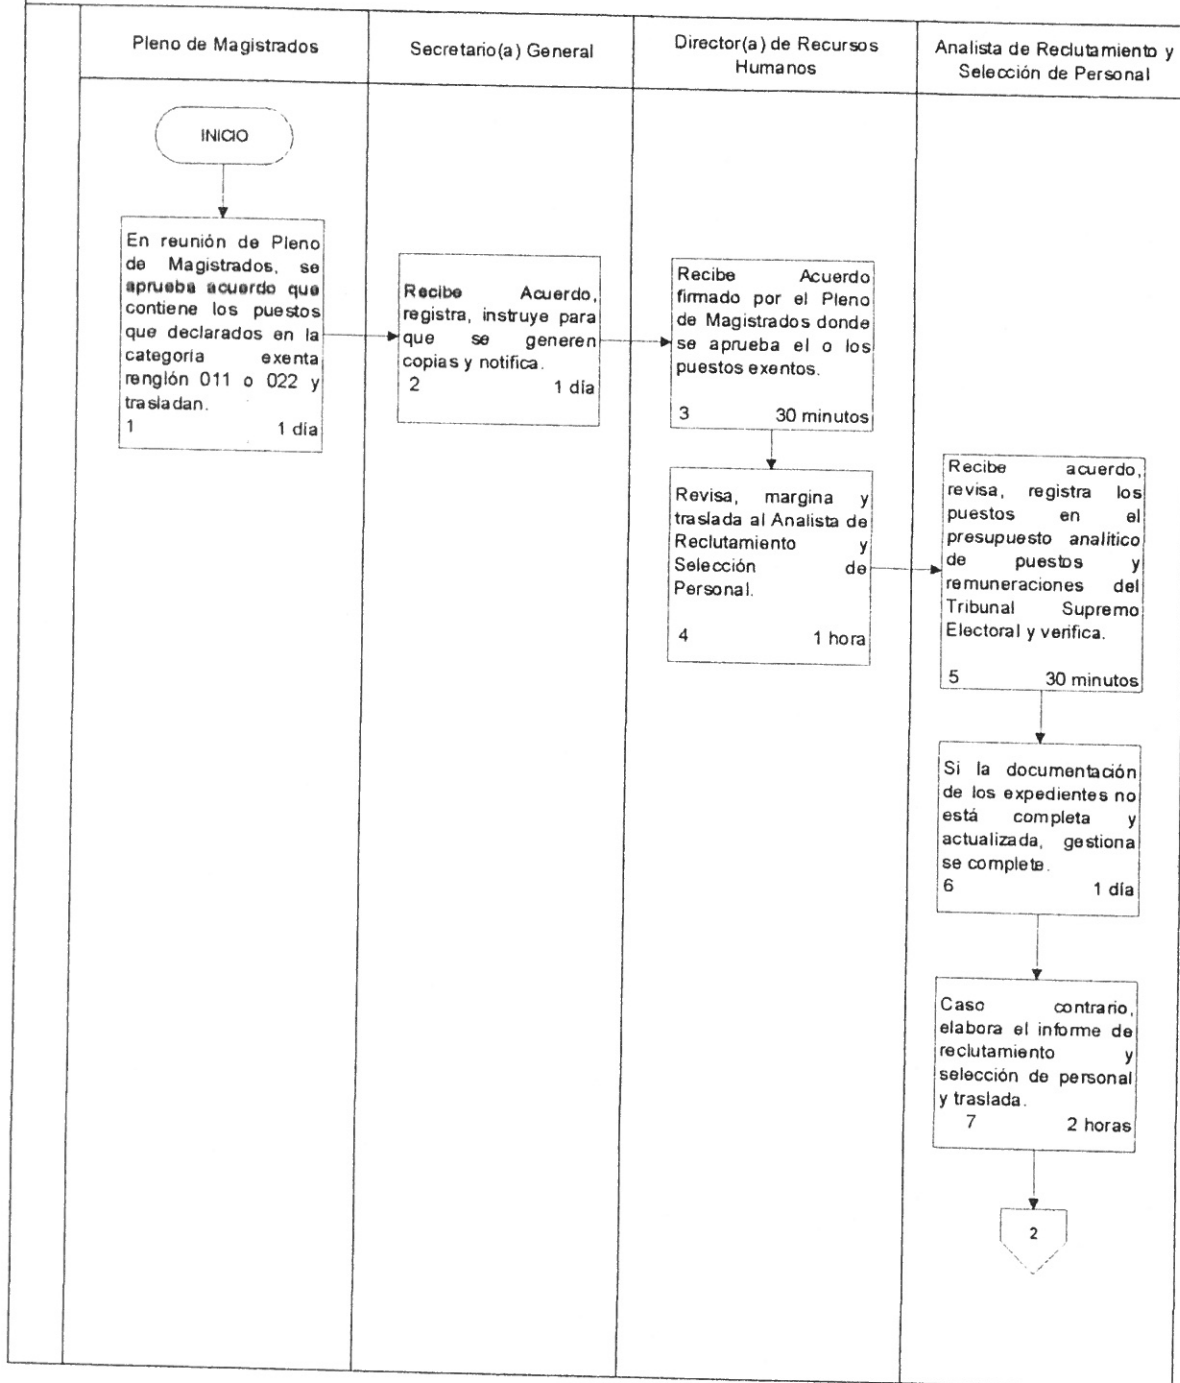 Pleno de Magistrados
Secretario(a) General
Director(a) de Recursos
Humanos
Analista de Reclutamiento y
Selección de Personal
INICIO
En reunión de Pleno
de Magistrados, se
aprueba acuerdo que
contiene los puestos
que declarados en la
categoría exenta
renglón 011 o 022 y
trasladan.
1 1 día
Recibe Acuerdo,
registra, instruye para
que se generen
copias y notifica.
2 1 día
Recibe Acuerdo
firmado por el Pleno
de Magistrados donde
se aprueba el o los
puestos exentos.
3 30 minutos
Revisa, margina y
traslada al Analista de
Reclutamiento y
Selección de
Personal.
4 1 hora
Recibe acuerdo,
revisa, registra los
puestos en el
presupuesto analítico
de puestos y
remuneraciones del
Tribunal Supremo
Electoral y verifica.
5 30 minutos
Si la documentación
de los expedientes no
está completa y
actualizada, gestiona
se complete.
6 1 día
Caso contrario,
elabora el informe de
reclutamiento y
selección de personal
y traslada.
7 2 horas
2